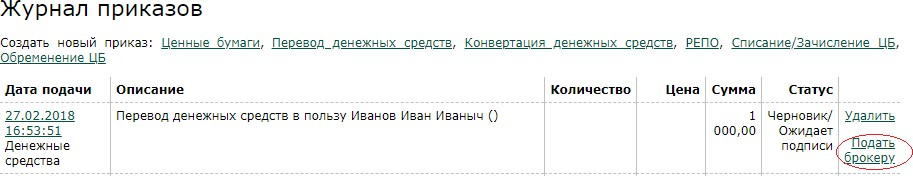 Журнал приказов
Создать новый приказ: Ценные бумаги, Перевод денежных средств, Конвертация денежных средств, РЕПО, Списание/Зачисление ЦБ,
Обременение ЦБ
Дата подачи Описание Количество Цена Сумма Статус
27.02.2018 Перевод денежных средств в пользу Иванов Иван Иваныч () 1 Черновик/ Удалить
16:53:51 000,00 Ожидает
Денежные подписи Подать
средства брокеру